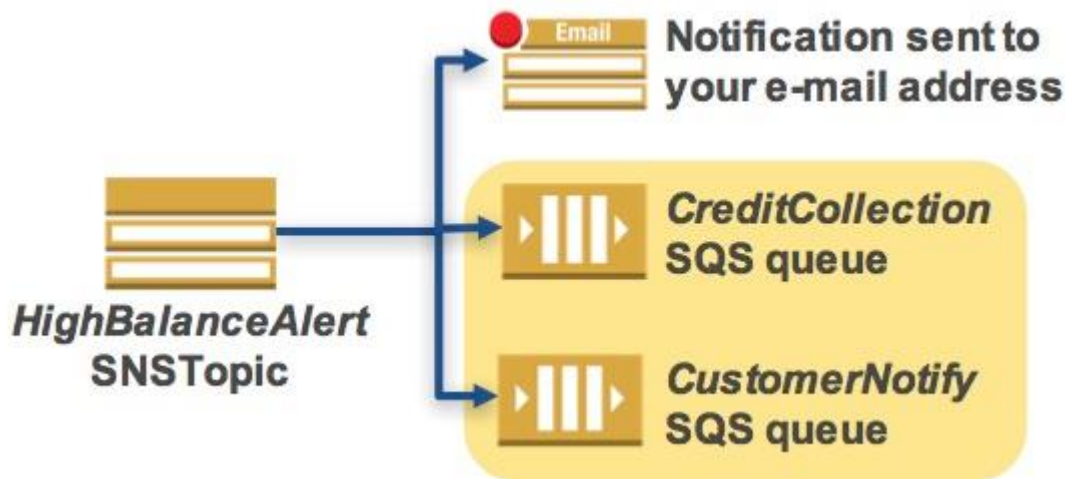 Email
Notification sent to
your e-mail address
CreditCollection
SQS queue
HighBalanceAlert
SNSTopic
CustomerNotify
SQS queue